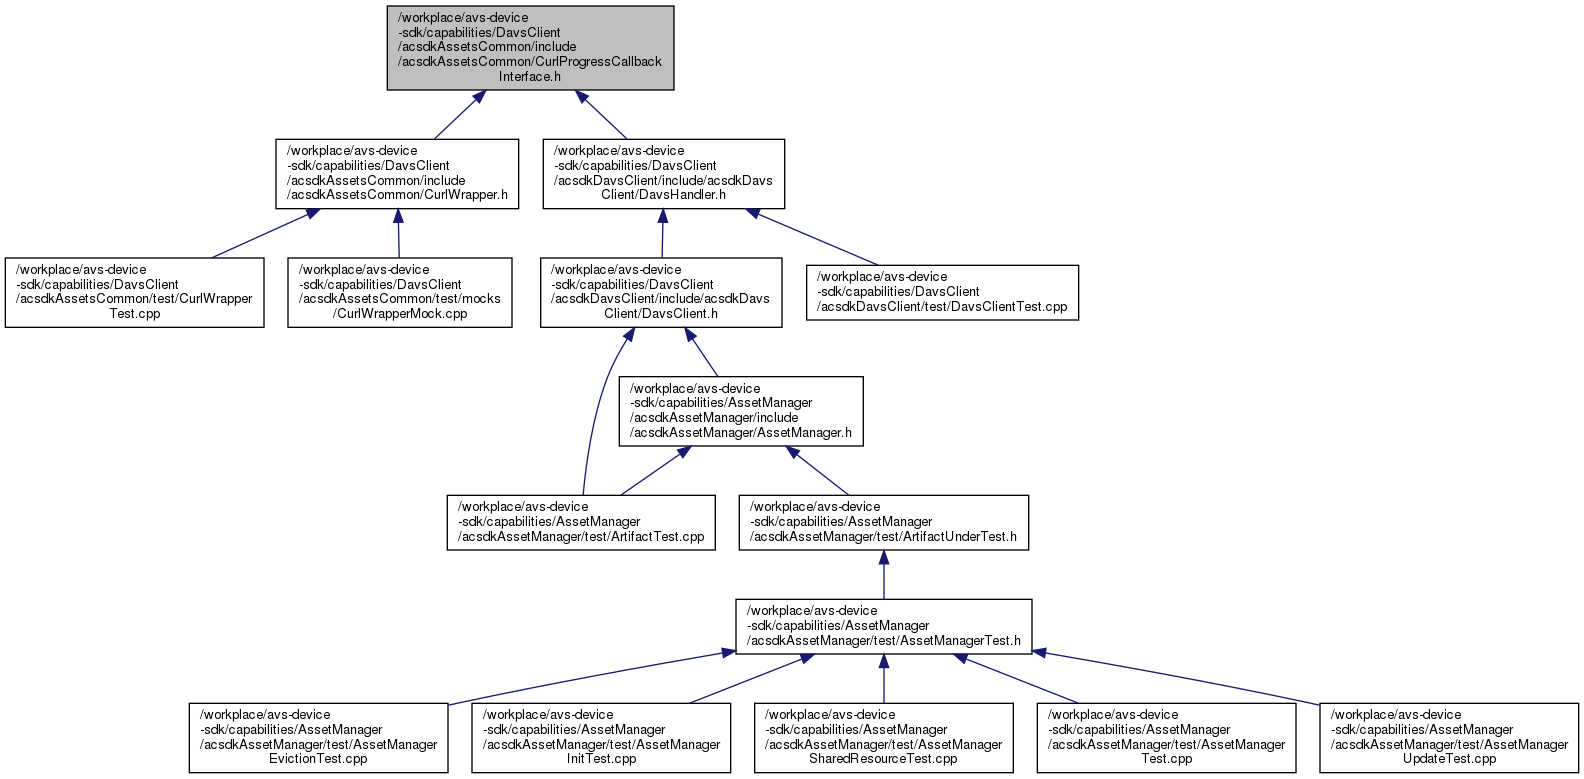 /workplace/avs-device
-sdk/capabilities/DavsClient
/acsdkAssetsCommon/include
/acsdkAssetsCommon/CurlProgressCallback
Interface.h
/workplace/avs-device
-sdk/capabilities/DavsClient
/acsdkAssetsCommon/include
/acsdkAssetsCommon/CurlWrapper.h
/workplace/avs-device
-sdk/capabilities/DavsClient
/acsdkDavsClient/include/acsdkDavs
Client/DavsHandler.h
/workplace/avs-device
-sdk/capabilities/DavsClient
/acsdkAssetsCommon/test/CurlWrapper
Test.cpp
/workplace/avs-device
-sdk/capabilities/DavsClient
/acsdkAssetsCommon/test/mocks
/CurlWrapperMock.cpp
/workplace/avs-device
-sdk/capabilities/DavsClient
/acsdkDavsClient/include/acsdkDavs
Client/DavsClient.h
/workplace/avs-device
-sdk/capabilities/DavsClient
/acsdkDavsClient/test/DavsClientTest.cpp
/workplace/avs-device
-sdk/capabilities/AssetManager
/acsdkAssetManager/include
/acsdkAssetManager/AssetManager.h
/workplace/avs-device
-sdk/capabilities/AssetManager
/acsdkAssetManager/test/ArtifactTest.cpp
/workplace/avs-device
-sdk/capabilities/AssetManager
/acsdkAssetManager/test/ArtifactUnderTest.h
/workplace/avs-device
-sdk/capabilities/AssetManager
/acsdkAssetManager/test/AssetManagerTest.h
/workplace/avs-device
-sdk/capabilities/AssetManager
/acsdkAssetManager/test/AssetManager
EvictionTest.cpp
/workplace/avs-device
-sdk/capabilities/AssetManager
/acsdkAssetManager/test/AssetManager
InitTest.cpp
/workplace/avs-device
-sdk/capabilities/AssetManager
/acsdkAssetManager/test/AssetManager
SharedResourceTest.cpp
/workplace/avs-device
-sdk/capabilities/AssetManager
/acsdkAssetManager/test/AssetManager
Test.cpp
/workplace/avs-device
-sdk/capabilities/AssetManager
/acsdkAssetManager/test/AssetManager
UpdateTest.cpp